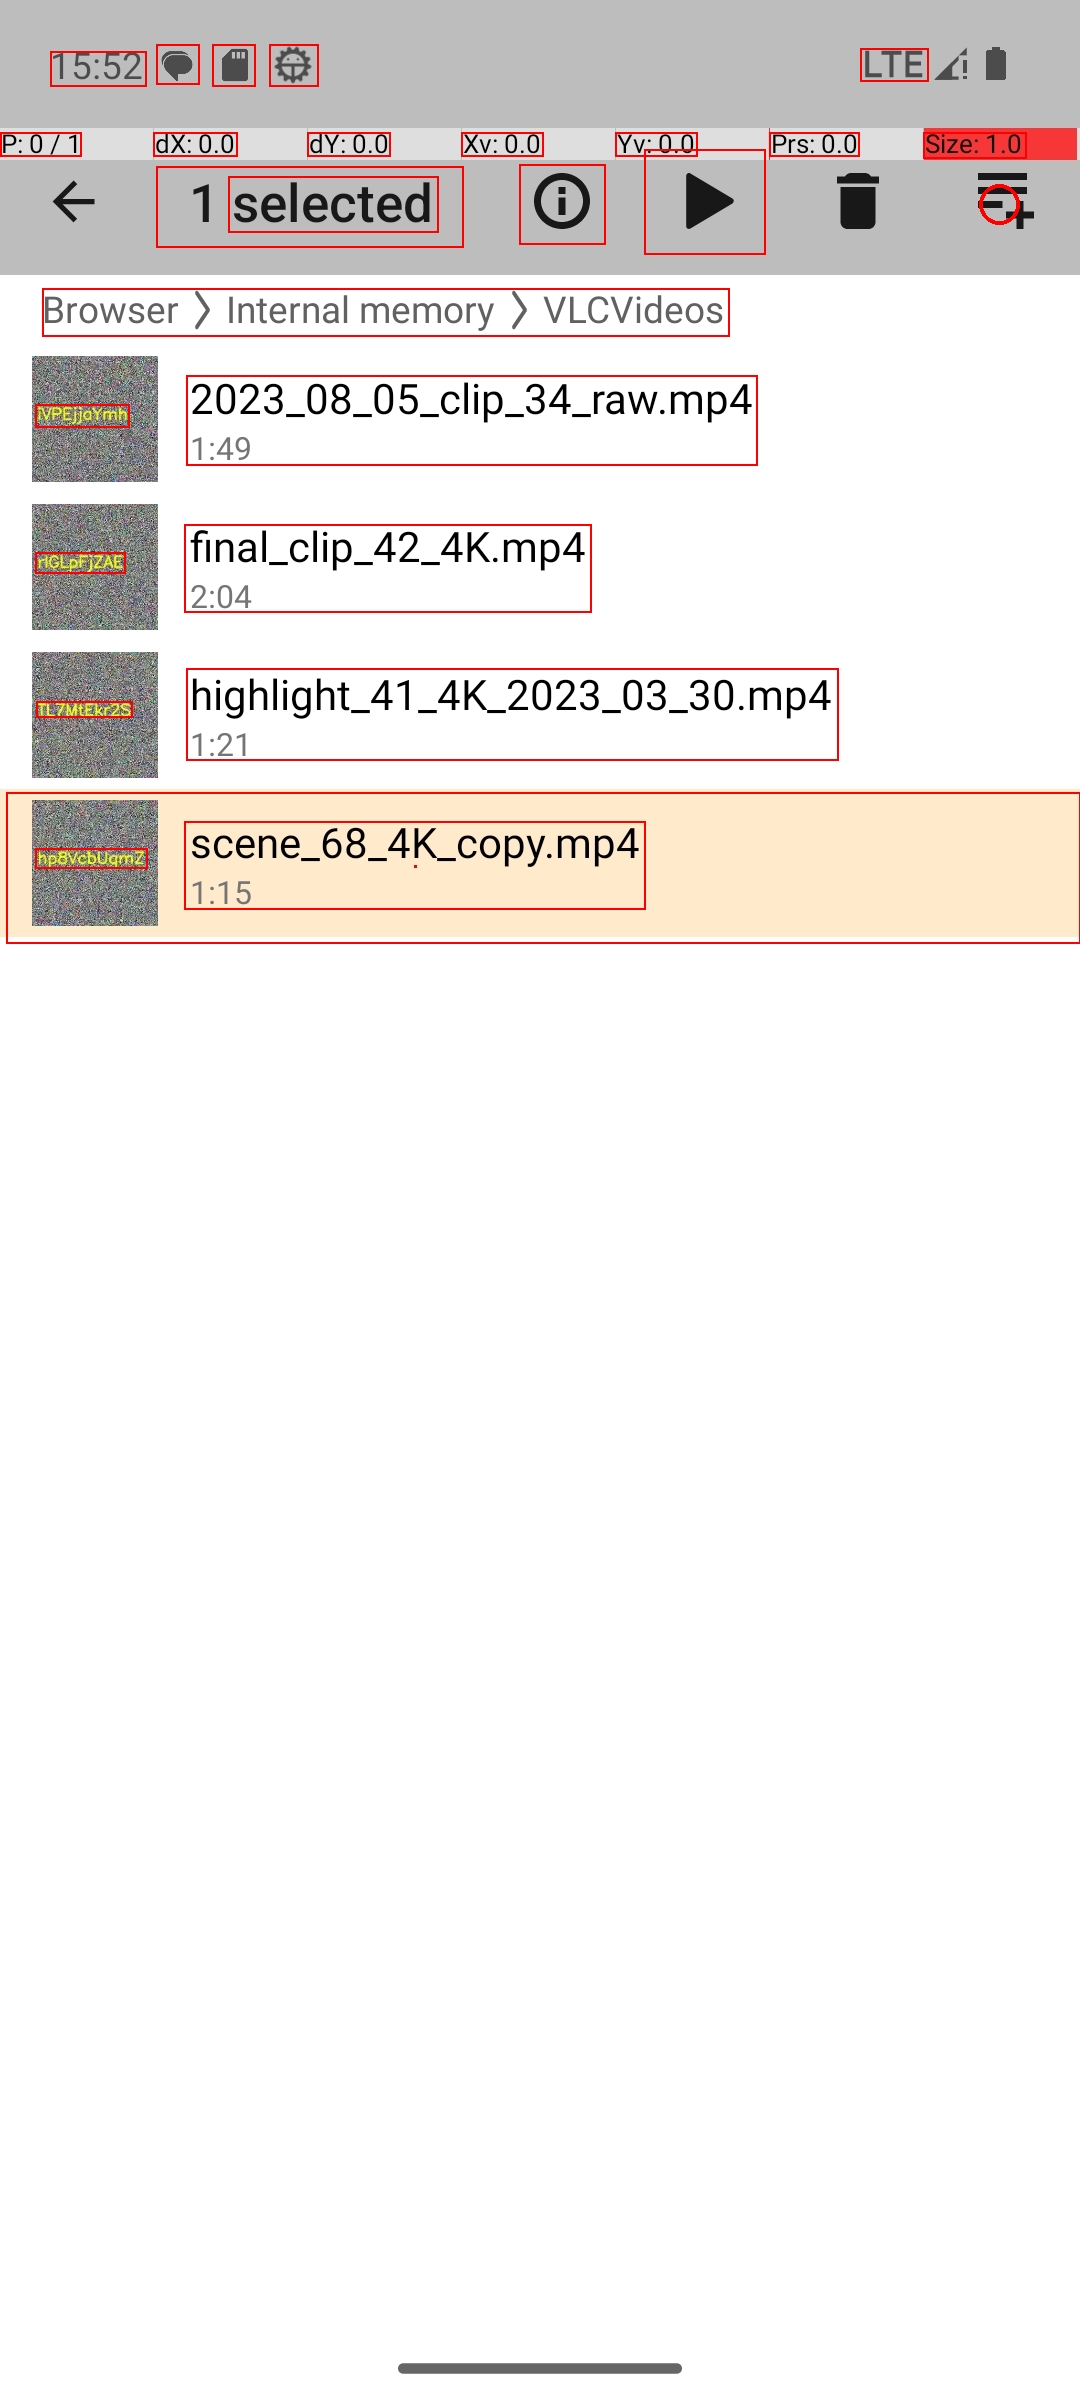 15:52 LTE
P: 0 / 1 dX: 0.0 dY: 0.0 Xv: 0.0 Yv: 0.0 Prs: 0.0 Size: 1.0
1 selected
Browser > Internal memory > VLCVideos
2023_08_05_clip_34_raw.mp4
1:49
final_clip_42_4K.mp4
2:04
highlight_41_4K_2023_03_30.mp4
1:21
TL7MtEkr2S
scene_68_4K_copy.mp4
1:15
hp8VcbUqmZ